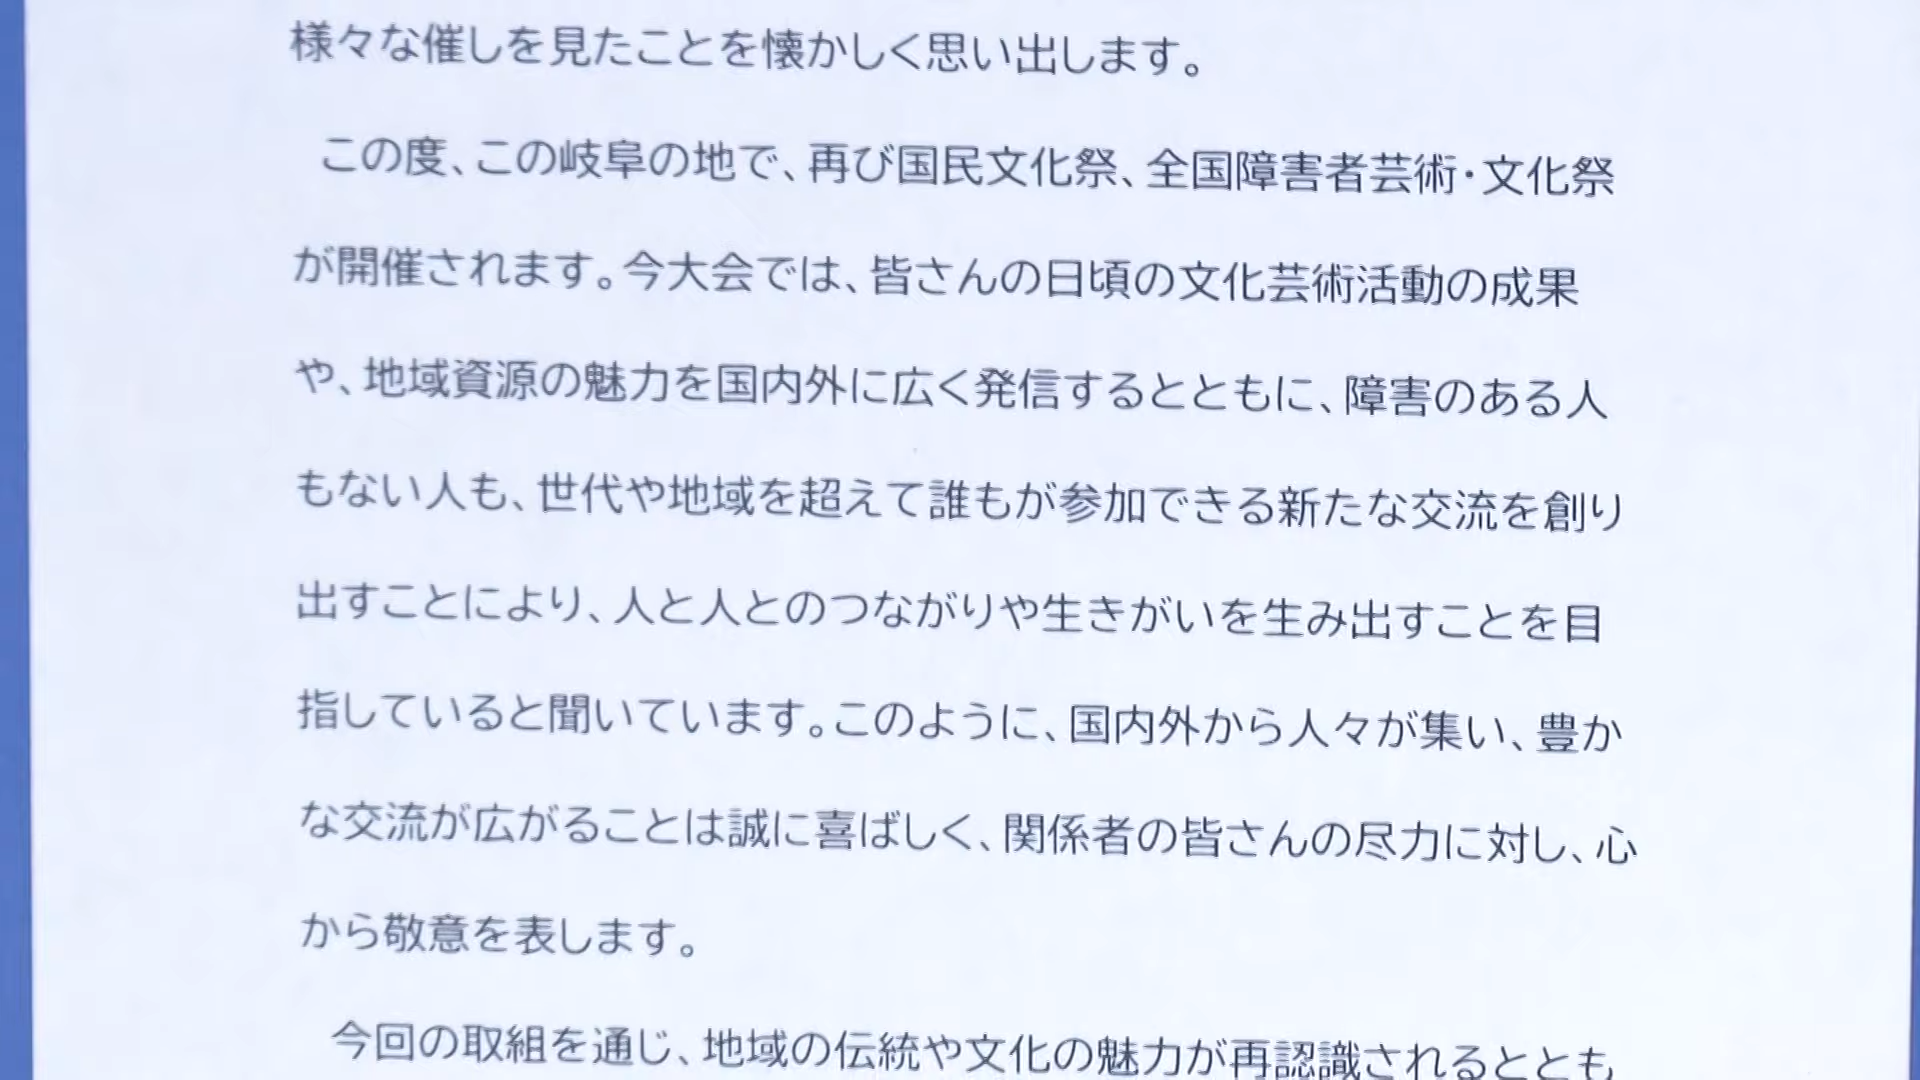 様々な催しを見たことを懐かしく思い出します。
この度、この岐阜の地で、再び国民文化祭、全国障害者芸術・文化祭
が開催されます。今大会では、皆さんの日頃の文化芸術活動の成果
や、地域資源の魅力を国内外に広く発信するとともに、障害のある人
もない人も、世代や地域を超えて誰もが参加できる新たな交流を創り
出すことにより、人と人とのつながりや生きがいを生み出すことを目
指していると聞いています。このように、国内外から人々が集い、豊か
な交流が広がることは誠に喜ばしく、関係者の皆さんの尽力に対し、心
から敬意を表します。
今回の取組を通じ、地域の伝統や文化の魅力が再認識されるととも